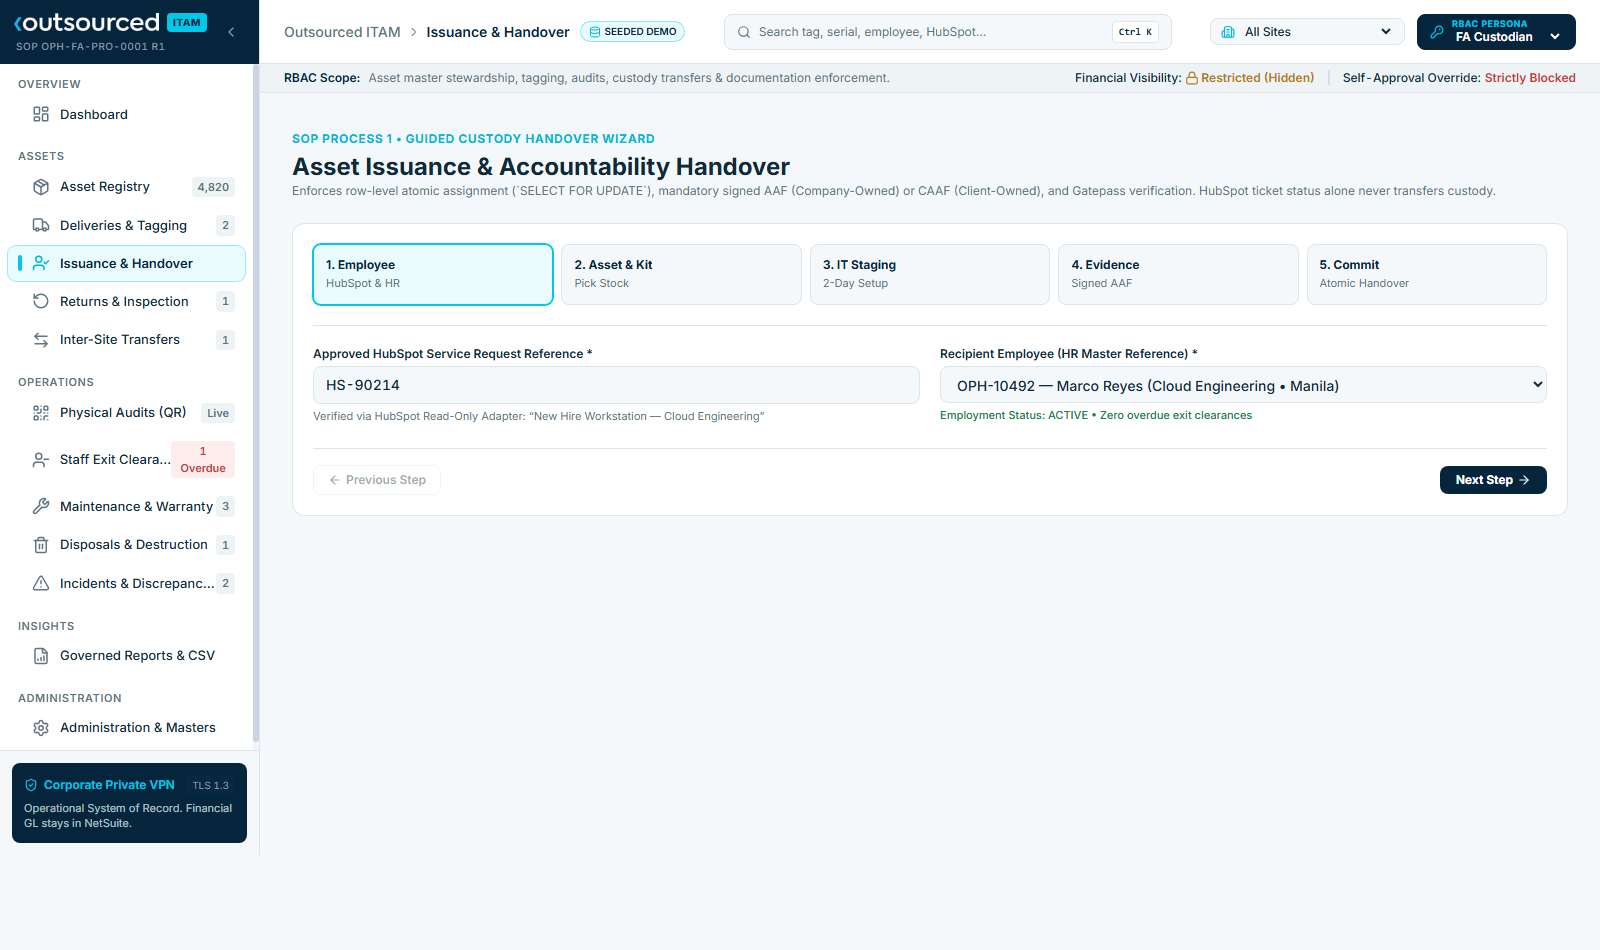 outsourced ITAM
SOP OPH-FA-PRO-0001 R1
OVERVIEW
Dashboard
ASSETS
Asset Registry 4,820
Deliveries & Tagging 2
Issuance & Handover
Returns & Inspection 1
Inter-Site Transfers 1
OPERATIONS
Physical Audits (QR) Live
Staff Exit Cleara... 1 Overdue
Maintenance & Warranty 3
Disposals & Destruction 1
Incidents & Discrepanc... 2
INSIGHTS
Governed Reports & CSV
ADMINISTRATION
Administration & Masters
Corporate Private VPN TLS 1.3
Operational System of Record. Financial
GL stays in NetSuite.
Outsourced ITAM > Issuance & Handover SEEDED DEMO
Search tag, serial, employee, HubSpot... Ctrl K
All Sites
RBAC PERSONA
FA Custodian
RBAC Scope: Asset master stewardship, tagging, audits, custody transfers & documentation enforcement.
Financial Visibility: Restricted (Hidden)
Self-Approval Override: Strictly Blocked
SOP PROCESS 1 • GUIDED CUSTODY HANDOVER WIZARD
Asset Issuance & Accountability Handover
Enforces row-level atomic assignment (`SELECT FOR UPDATE`), mandatory signed AAF (Company-Owned) or CAAF (Client-Owned), and Gatepass verification. HubSpot ticket status alone never transfers custody.
1. Employee
HubSpot & HR
2. Asset & Kit
Pick Stock
3. IT Staging
2-Day Setup
4. Evidence
Signed AAF
5. Commit
Atomic Handover
Approved HubSpot Service Request Reference *
HS-90214
Verified via HubSpot Read-Only Adapter: “New Hire Workstation — Cloud Engineering”
Recipient Employee (HR Master Reference) *
OPH-10492 — Marco Reyes (Cloud Engineering • Manila)
Employment Status: ACTIVE • Zero overdue exit clearances
← Previous Step
Next Step →